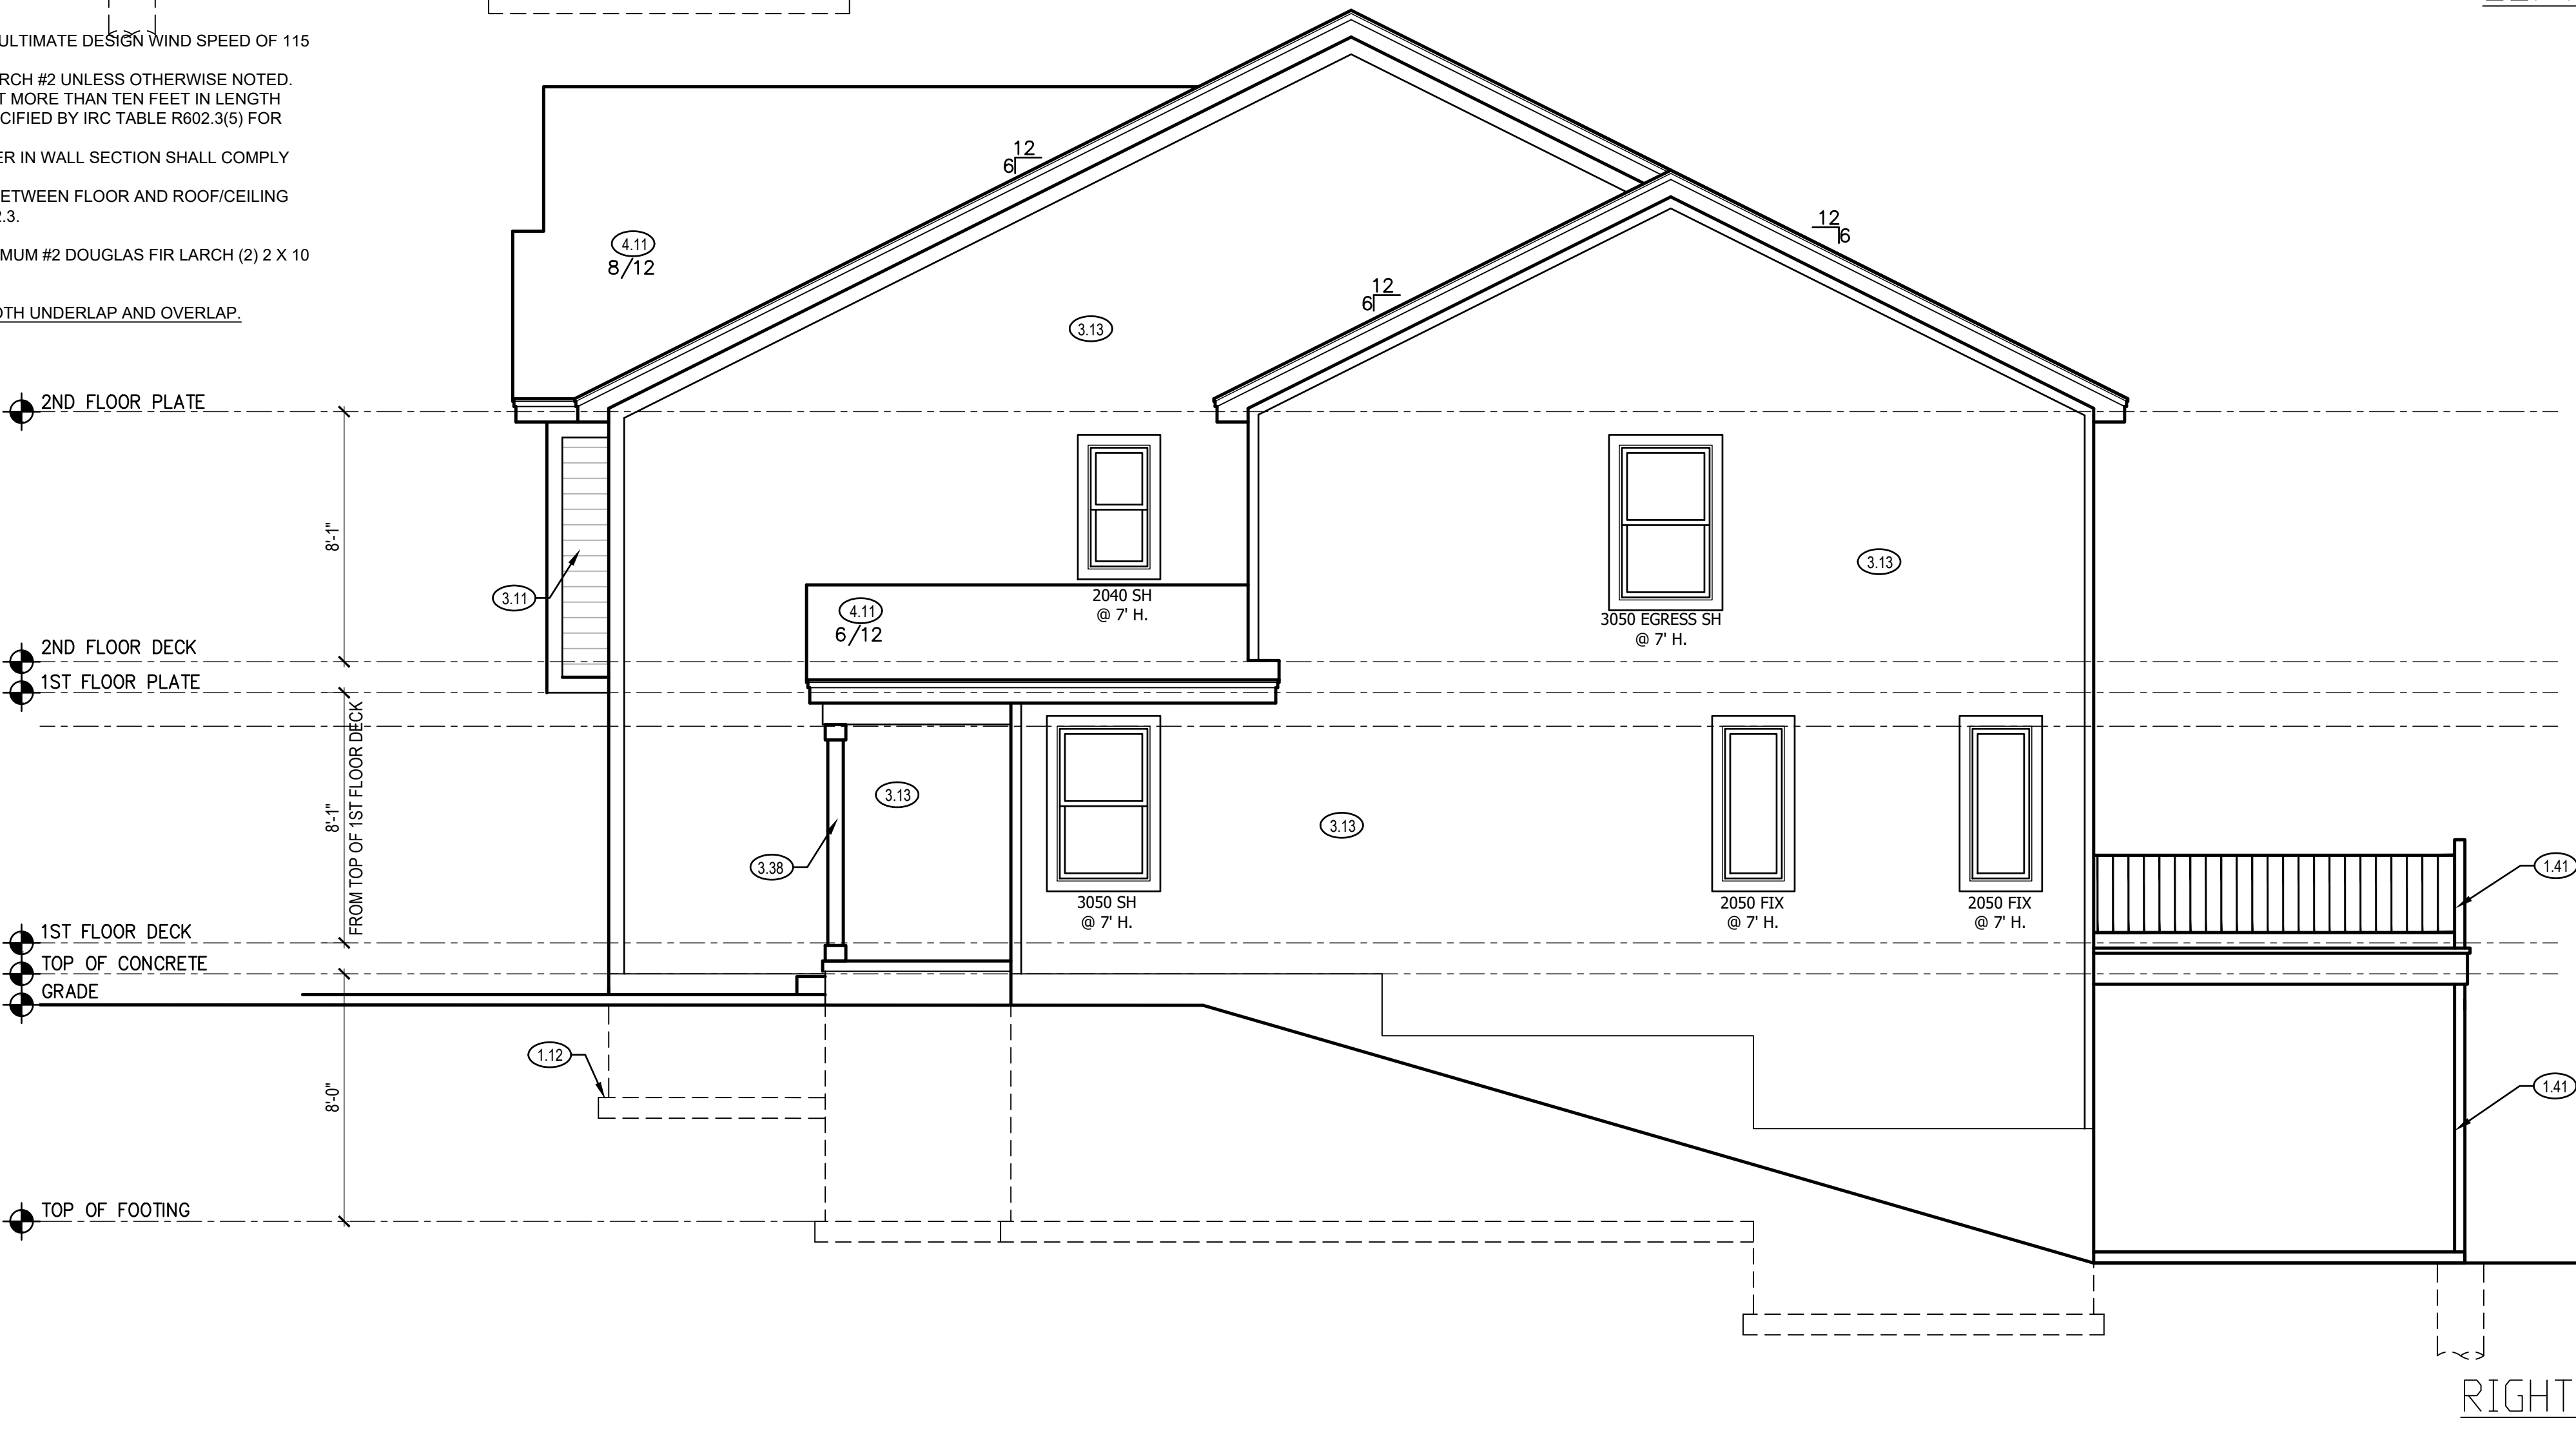 ULTIMATE DESIGN WIND SPEED OF 115
RCH #2 UNLESS OTHERWISE NOTED.
T MORE THAN TEN FEET IN LENGTH
CIFIED BY IRC TABLE R602.3(5) FOR
ER IN WALL SECTION SHALL COMPLY
ETWEEN FLOOR AND ROOF/CEILING
2.3.
MUM #2 DOUGLAS FIR LARCH (2) 2 X 10
OTH UNDERLAP AND OVERLAP.
12
6
12
6
12
6
4.11
8/12
3.13
2ND FLOOR PLATE
8'-1"
3.11
3.13
2040 SH
@ 7' H.
4.11
6/12
3050 EGRESS SH
@ 7' H.
2ND FLOOR DECK
1ST FLOOR PLATE
8'-1"
FROM TOP OF 1ST FLOOR DECK
3.13
3.13
3.38
3050 SH
@ 7' H.
2050 FIX
@ 7' H.
2050 FIX
@ 7' H.
1.41
1ST FLOOR DECK
TOP OF CONCRETE
GRADE
1.12
8'-0"
1.41
TOP OF FOOTING
RIGHT